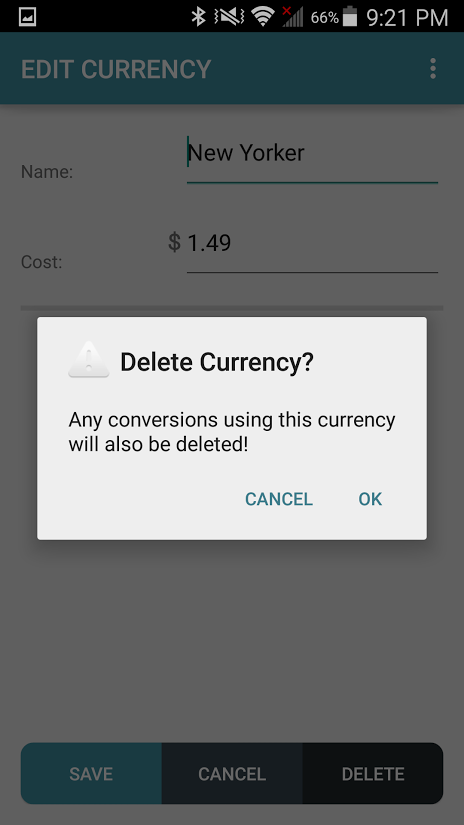 66% 9:21 PM
EDIT CURRENCY
Name: New Yorker
Cost: $ 1.49
Delete Currency?
Any conversions using this currency
will also be deleted!
CANCEL OK
SAVE CANCEL DELETE